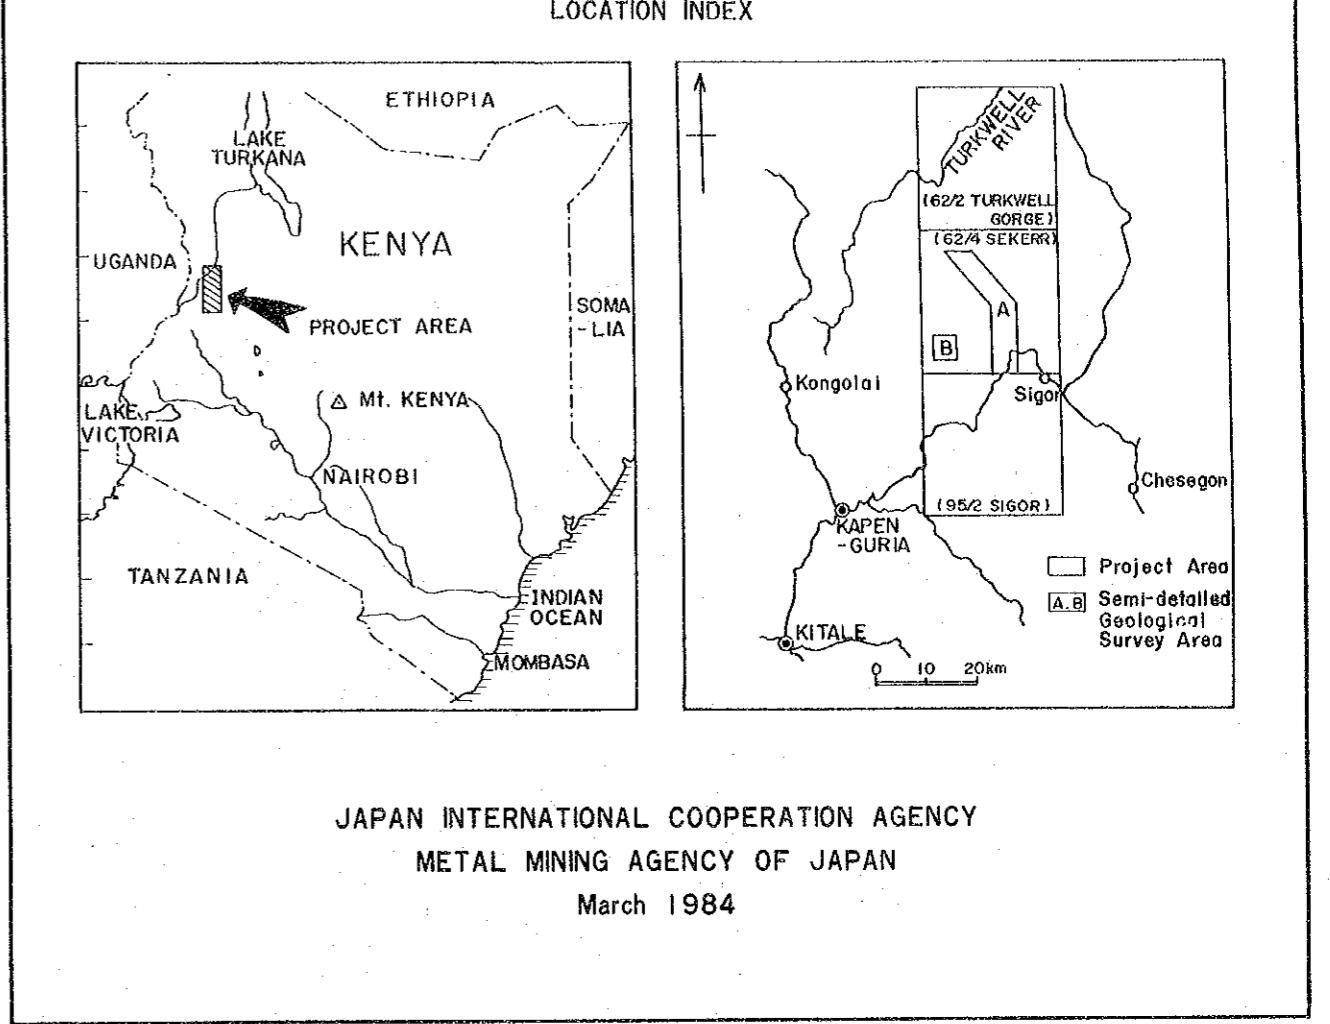 LOCATION INDEX
ETHIOPIA
LAKE
TURKANA
KENYA
UGANDA
SOMA
-LIA
PROJECT AREA
Mt. KENYA
LAKE
VICTORIA
NAIROBI
TANZANIA
INDIAN
OCEAN
MOMBASA
TURKWELL
RIVER
(62/2 TURKWELL
GORGE)
(62/4 SEKERR)
A
B
Kongolai
Sigor
Chesegon
(95/2 SIGOR)
KAPEN
-GURIA
Project Area
A.B Semi-detailed
Geological
Survey Area
KITALE
0 10 20km
JAPAN INTERNATIONAL COOPERATION AGENCY
METAL MINING AGENCY OF JAPAN
March 1984